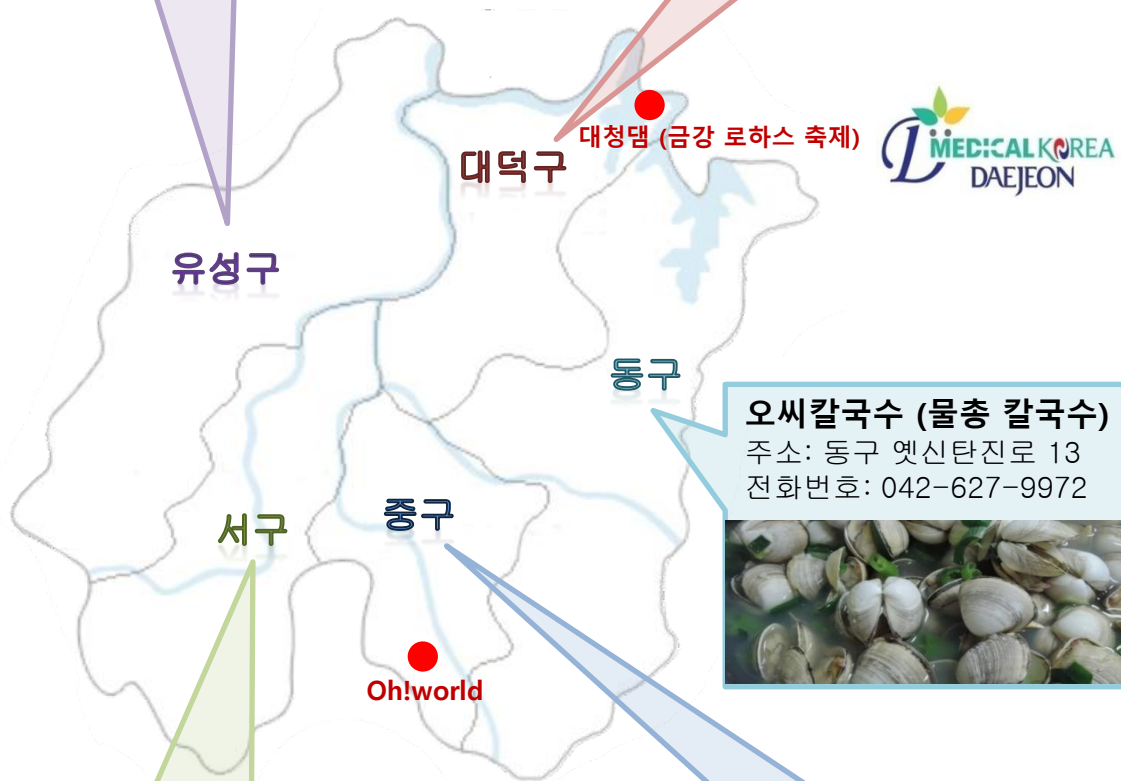 대청댐 (금강 로하스 축제)
대덕구
MEDICAL KOREA
DAEJEON
유성구
동구
오씨칼국수 (물총 칼국수)
주소: 동구 옛신탄진로 13
전화번호: 042-627-9972
중구
서구
Oh!world